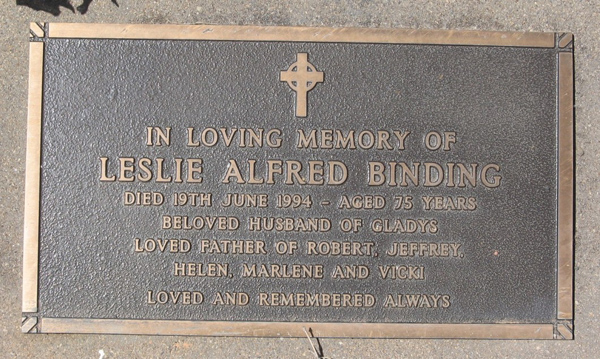 IN LOVING MEMORY OF
LESLIE ALFRED BINDING
DIED 19TH JUNE 1994 - AGED 75 YEARS
BELOVED HUSBAND OF GLADYS
LOVED FATHER OF ROBERT, JEFFREY,
HELEN, MARLENE AND VICKI
LOVED AND REMEMBERED ALWAYS